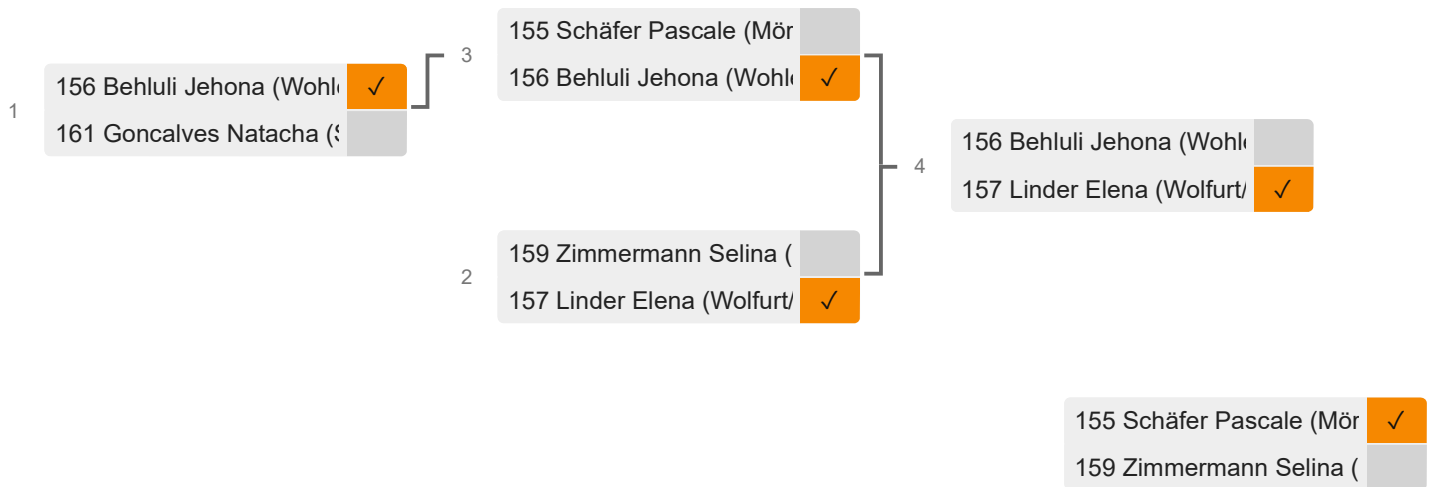 1
156 Behluli Jehona (Wohl
✓
161 Goncalves Natacha (
3
155 Schäfer Pascale (Mör
156 Behluli Jehona (Wohl
✓
2
159 Zimmermann Selina (
157 Linder Elena (Wolfurt/
✓
4
156 Behluli Jehona (Wohl
157 Linder Elena (Wolfurt/
✓
155 Schäfer Pascale (Mör
✓
159 Zimmermann Selina (